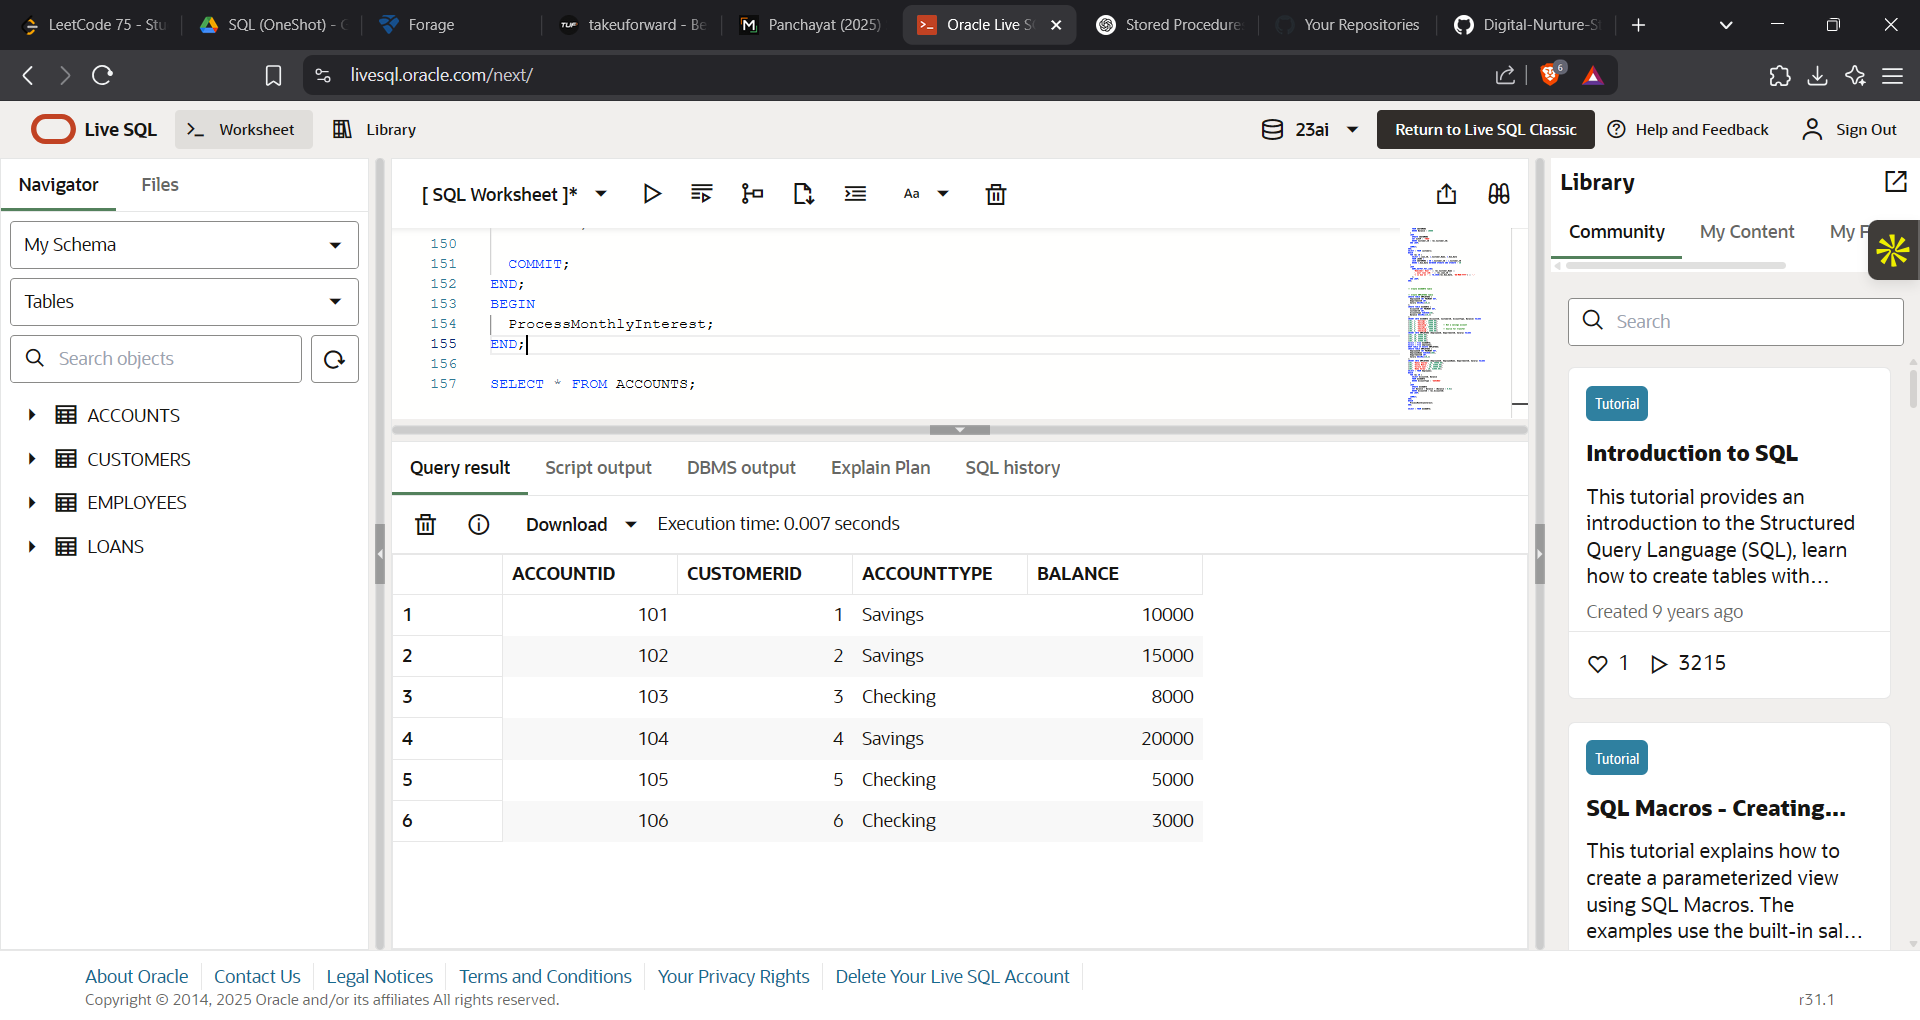 LeetCode 75 - Stu
SQL (OneShot) - G
Forage
takeuforward - Be
Panchayat (2025)
Oracle Live S
Stored Procedure
Your Repositories
Digital-Nurture-S
livesql.oracle.com/next/
6
Live SQL
Worksheet
Library
23ai
Return to Live SQL Classic
Help and Feedback
Sign Out
Navigator
Files
My Schema
Tables
Search objects
ACCOUNTS
CUSTOMERS
EMPLOYEES
LOANS
[ SQL Worksheet ]*
Aa
150
151 COMMIT;
152 END;
153 BEGIN
154 ProcessMonthlyInterest;
155 END;
156
157 SELECT * FROM ACCOUNTS;
Query result
Script output
DBMS output
Explain Plan
SQL history
Download
Execution time: 0.007 seconds
ACCOUNTID CUSTOMERID ACCOUNTTYPE BALANCE
1 101 1 Savings 10000
2 102 2 Savings 15000
3 103 3 Checking 8000
4 104 4 Savings 20000
5 105 5 Checking 5000
6 106 6 Checking 3000
Library
Community
My Content
My F
Search
Tutorial
Introduction to SQL
This tutorial provides an
introduction to the Structured
Query Language (SQL), learn
how to create tables with...
Created 9 years ago
1 3215
Tutorial
SQL Macros - Creating...
This tutorial explains how to
create a parameterized view
using SQL Macros. The
examples use the built-in sal...
About Oracle
Contact Us
Legal Notices
Terms and Conditions
Your Privacy Rights
Delete Your Live SQL Account
Copyright © 2014, 2025 Oracle and/or its affiliates All rights reserved.
r31.1